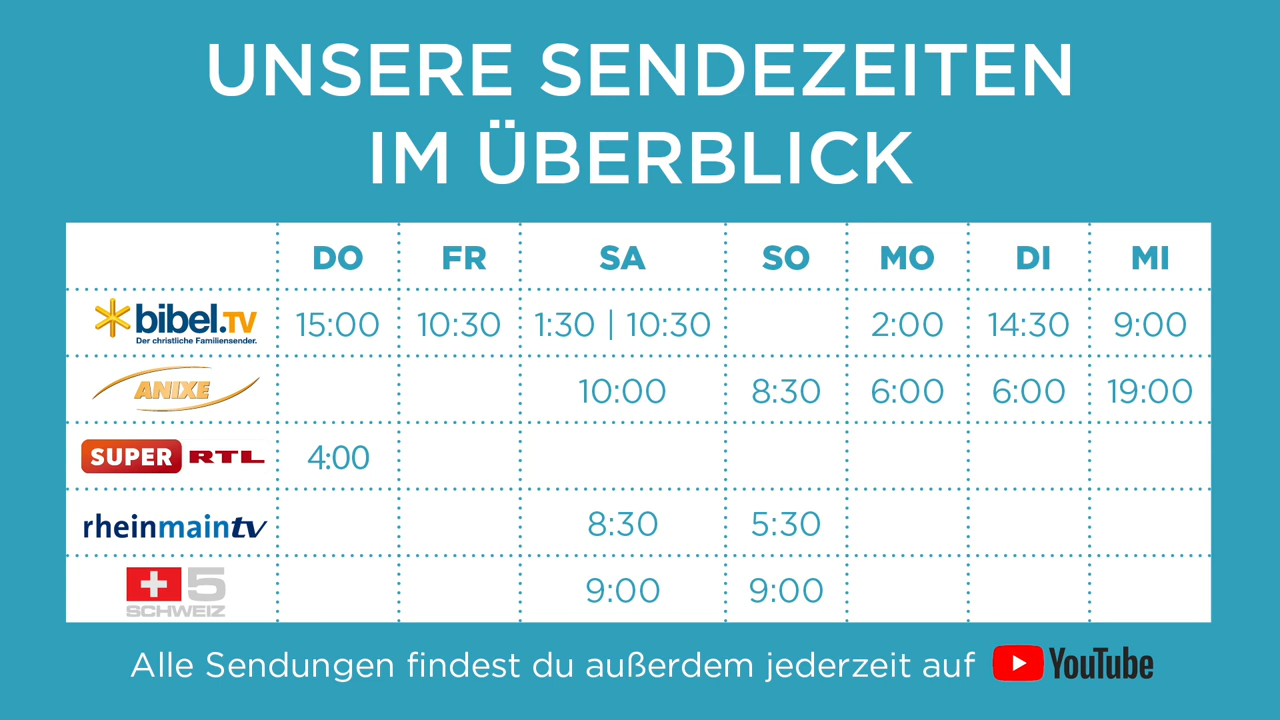 UNSERE SENDEZEITEN
IM ÜBERBLICK
DO FR SA SO MO DI MI
bibel.TV 15:00 10:30 1:30 | 10:30 2:00 14:30 9:00
Der christliche Familiensender.
ANIXE 10:00 8:30 6:00 6:00 19:00
SUPER RTL 4:00
rheinmaintv 8:30 5:30
5 9:00 9:00
SCHWEIZ
Alle Sendungen findest du außerdem jederzeit auf YouTube